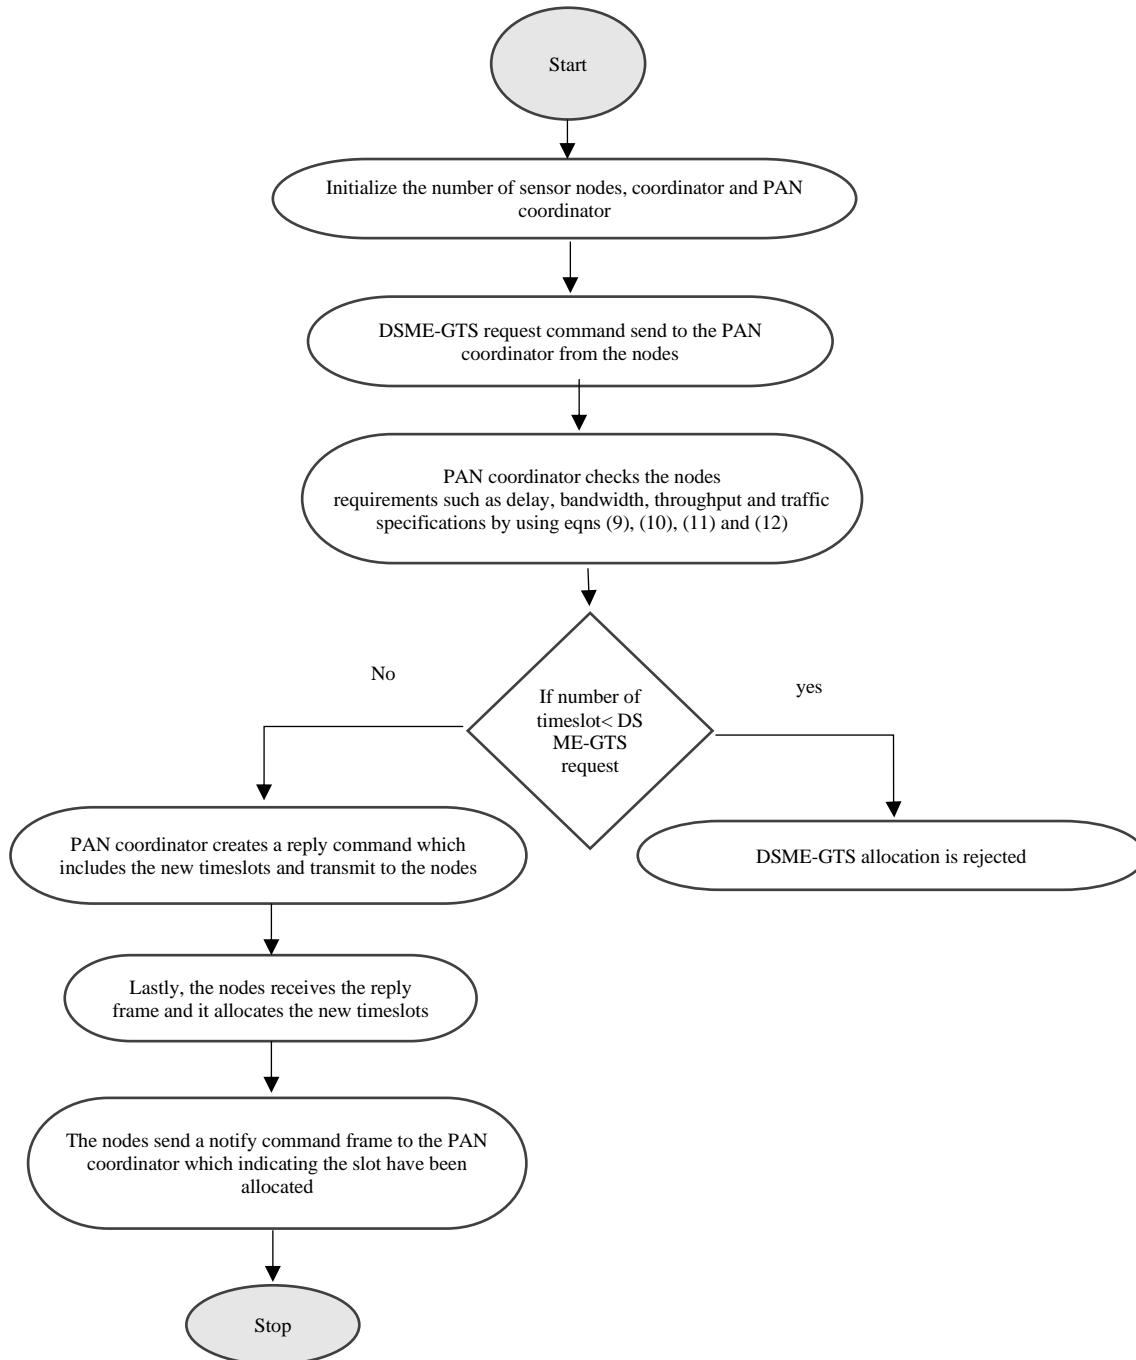 Start
Initialize the number of sensor nodes, coordinator and PAN
coordinator
DSME-GTS request command send to the PAN
coordinator from the nodes
PAN coordinator checks the nodes
requirements such as delay, bandwidth, throughput and traffic
specifications by using eqns (9), (10), (11) and (12)
No
yes
If number of
timeslot< DS
ME-GTS
request
PAN coordinator creates a reply command which
includes the new timeslots and transmit to the nodes
DSME-GTS allocation is rejected
Lastly, the nodes receives the reply
frame and it allocates the new timeslots
The nodes send a notify command frame to the PAN
coordinator which indicating the slot have been
allocated
Stop